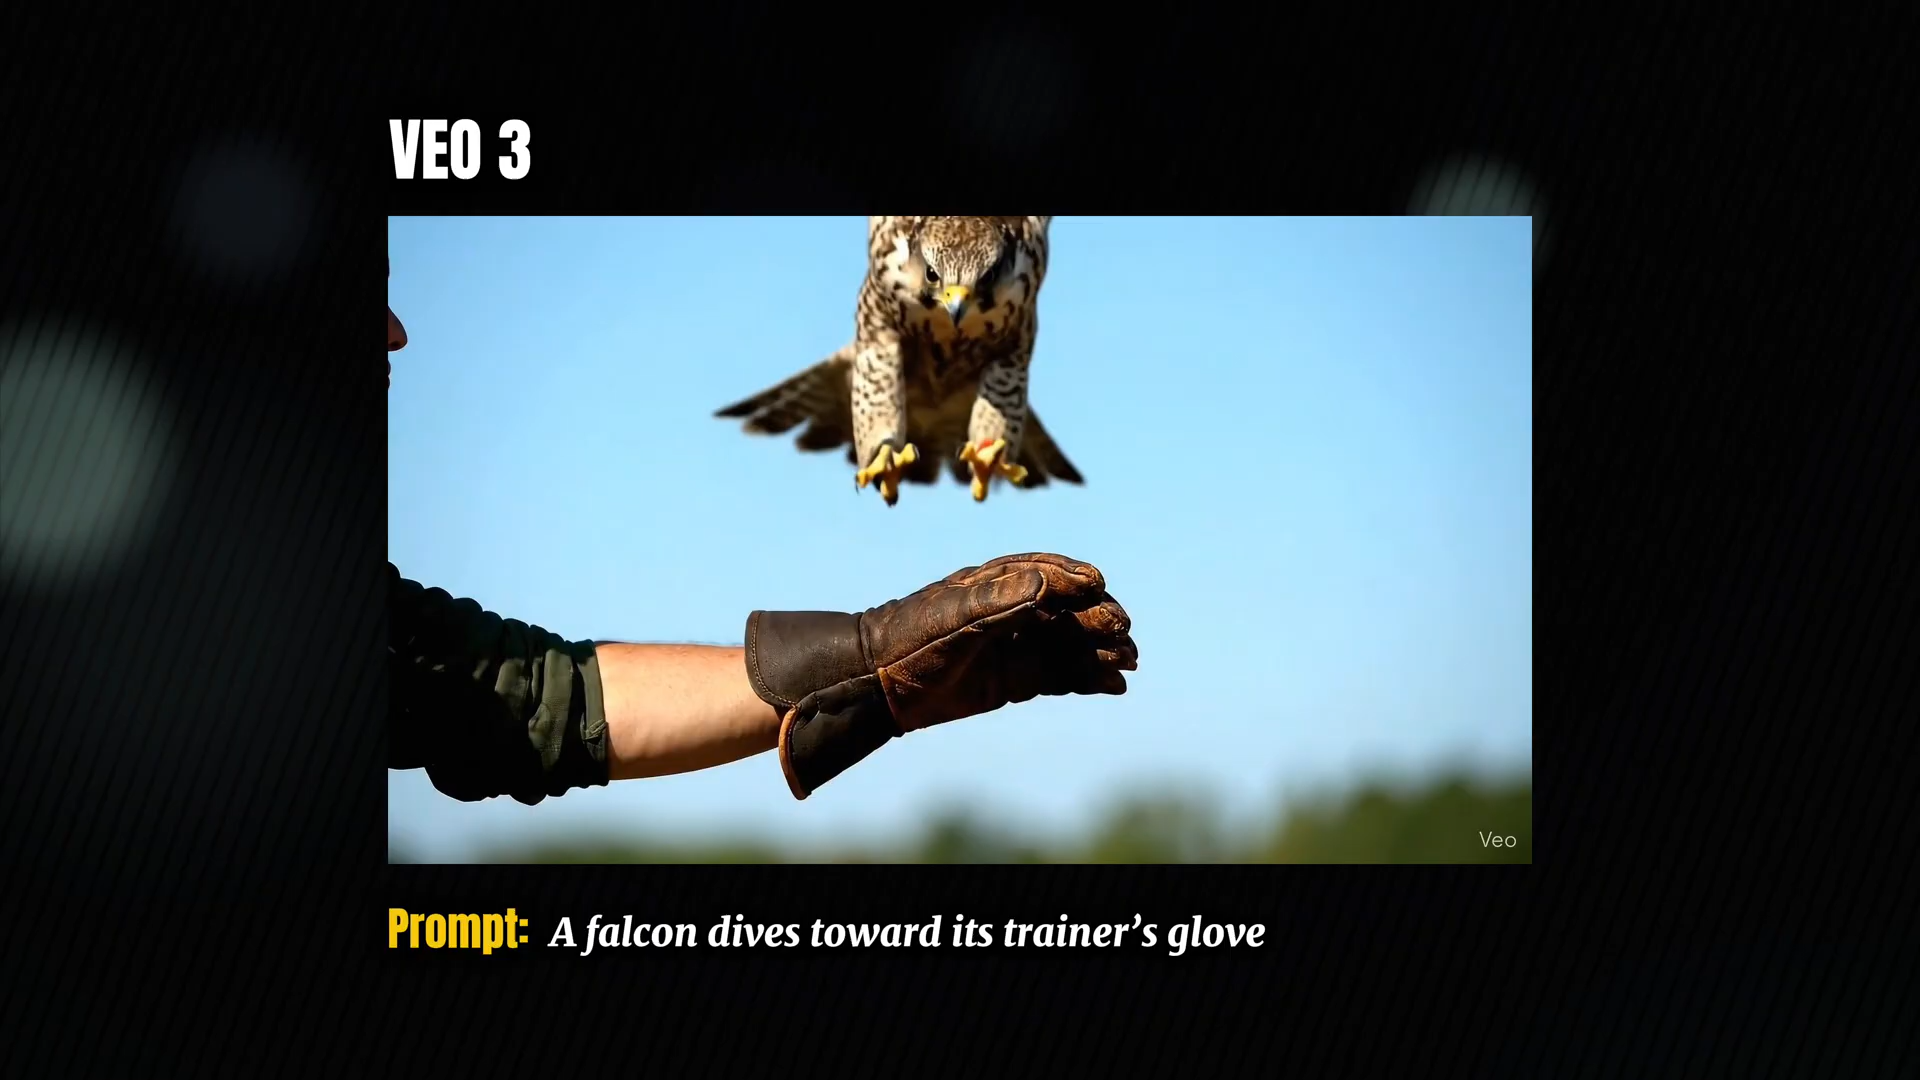 VEO 3
Veo
Prompt: A falcon dives toward its trainer’s glove